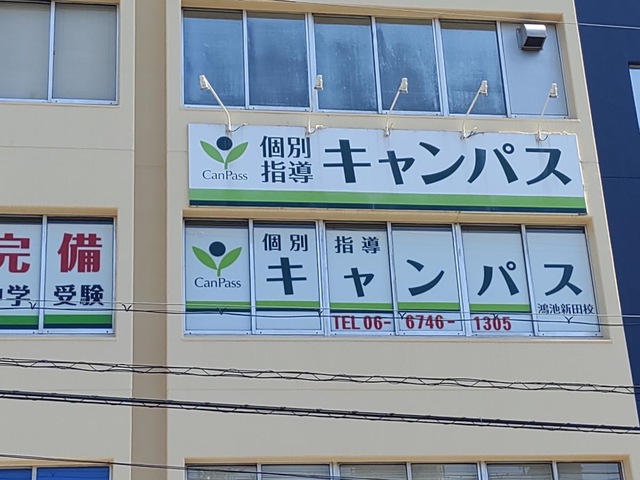 個別
指導
キャンパス
CanPass
個別 指導
キャンパス
CanPass
鴻池新田校
TEL 06-6746-1305
完備
中学受験